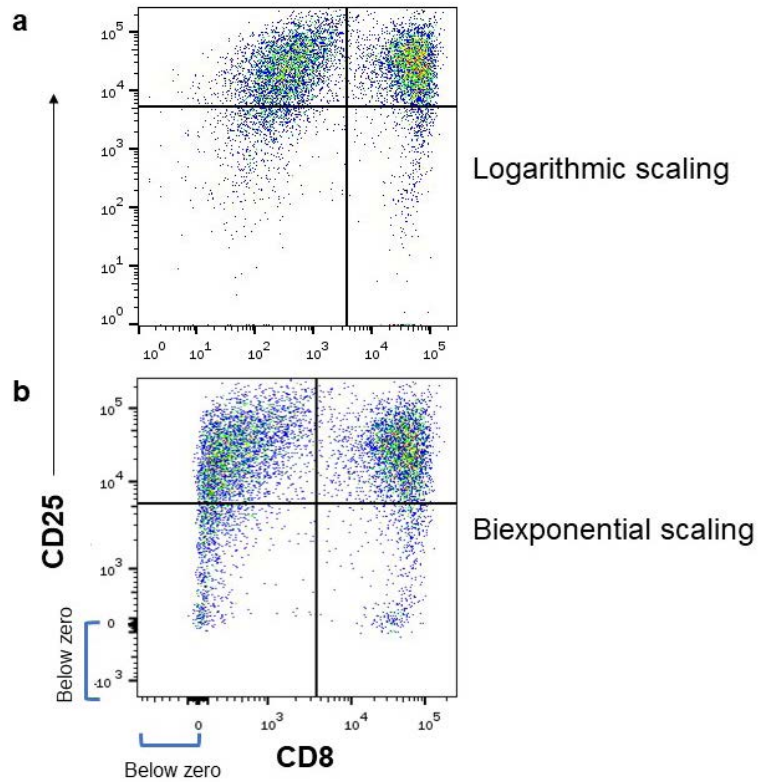 a
10⁵
10⁴
10³
10²
10¹
10⁰
10⁰ 10¹ 10² 10³ 10⁴ 10⁵
Logarithmic scaling
b
10⁵
10⁴
10³
0
-10³
0 10³ 10⁴ 10⁵
Biexponential scaling
CD25
Below zero
CD8
Below zero